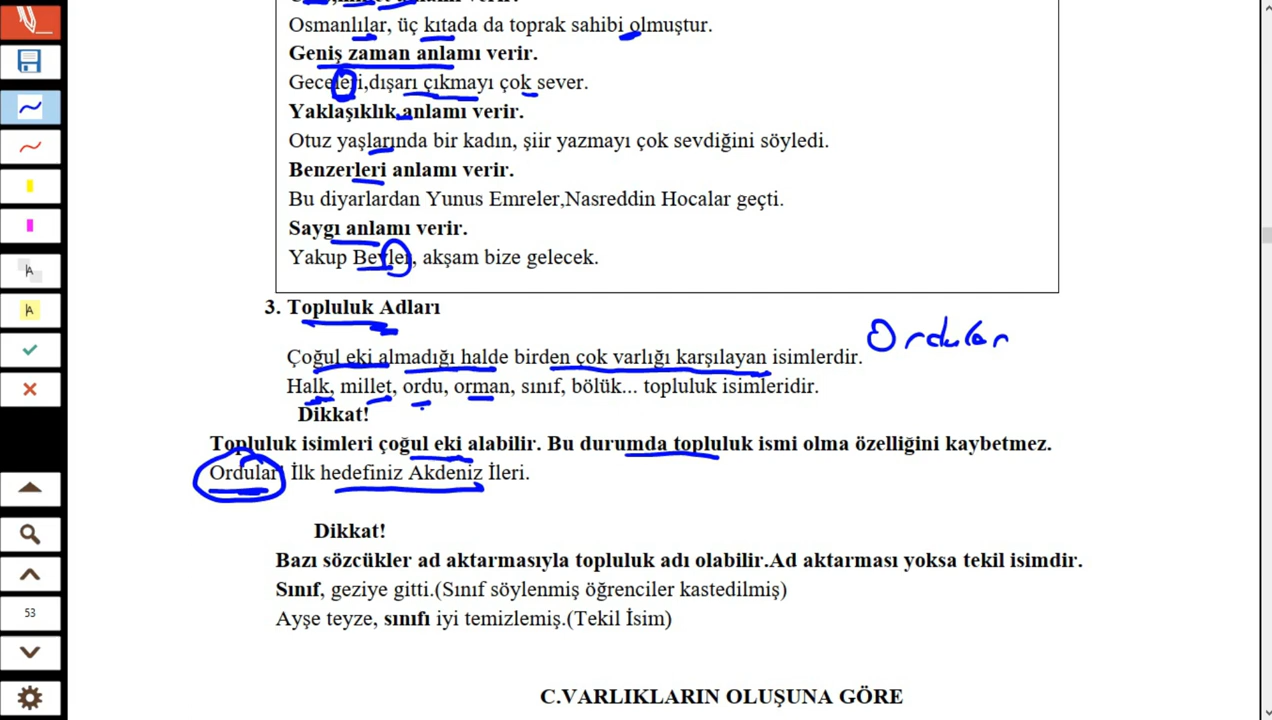 Osmanlılar, üç kıtada da toprak sahibi olmuştur.
Geniş zaman anlamı verir.
Geceleri,dışarı çıkmayı çok sever.
Yaklaşıklık anlamı verir.
Otuz yaşlarında bir kadın, şiir yazmayı çok sevdiğini söyledi.
Benzerleri anlamı verir.
Bu diyarlardan Yunus Emreler,Nasreddin Hocalar geçti.
Saygı anlamı verir.
Yakup Beyler, akşam bize gelecek.
3. Topluluk Adları
Ordular
Çoğul eki almadığı halde birden çok varlığı karşılayan isimlerdir.
Halk, millet, ordu, orman, sınıf, bölük... topluluk isimleridir.
Dikkat!
Topluluk isimleri çoğul eki alabilir. Bu durumda topluluk ismi olma özelliğini kaybetmez.
Ordular! İlk hedefiniz Akdeniz İleri.
Dikkat!
Bazı sözcükler ad aktarmasıyla topluluk adı olabilir.Ad aktarması yoksa tekil isimdir.
Sınıf, geziye gitti.(Sınıf söylenmiş öğrenciler kastedilmiş)
53
Ayşe teyze, sınıfı iyi temizlemiş.(Tekil İsim)
C.VARLIKLARIN OLUŞUNA GÖRE